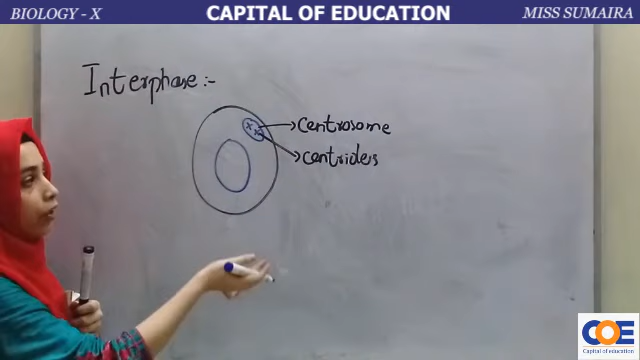 BIOLOGY - X
CAPITAL OF EDUCATION
MISS SUMAIRA
Interphase :-
Centrosome
Centrioles
COE
Capital of education